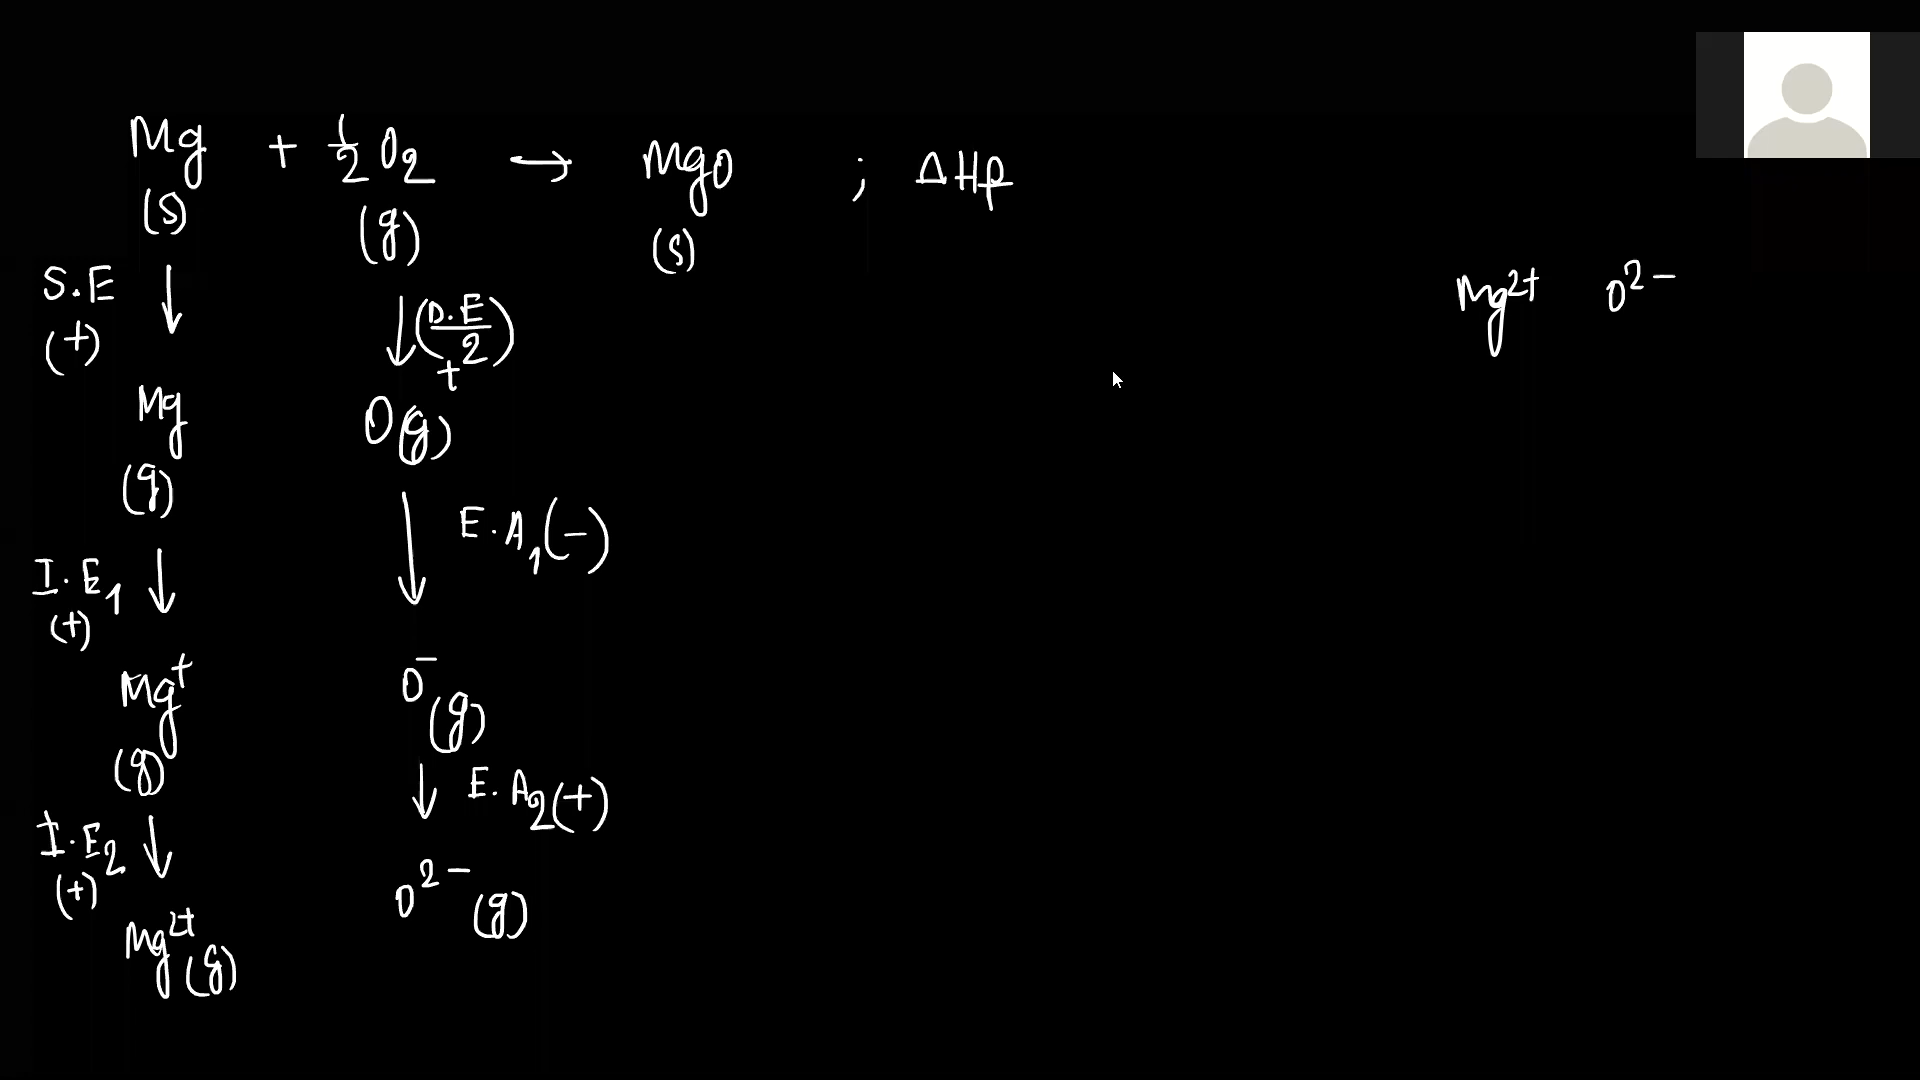 Mg + 1/2 O2 → MgO ; ΔHf
(s) (g) (s)
S.E ↓ ↓ (D.E/2)
(+) +
Mg2+ O2-
Mg O(g)
(g)
I.E1 ↓ ↓ E.A1(-)
(+)
Mg+ O-(g)
(g)
I.E2 ↓ ↓ E.A2(+)
(+)
Mg2+(g) O2-(g)